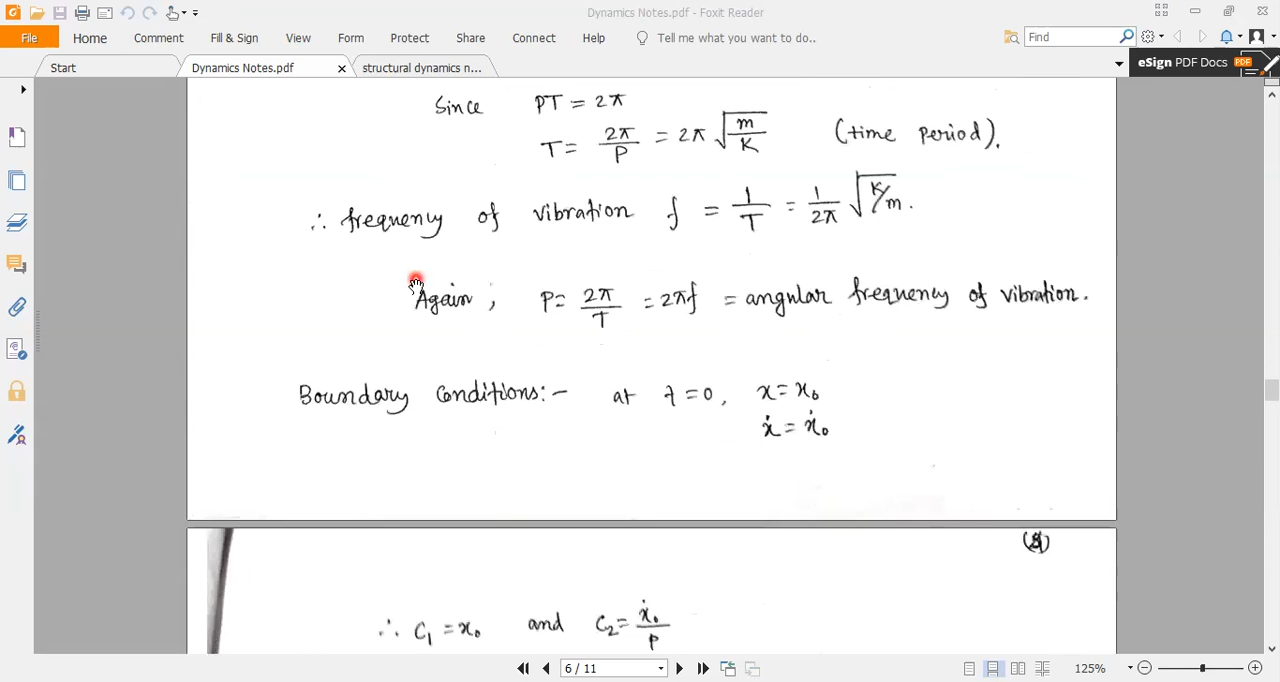 Dynamics Notes.pdf - Foxit Reader
File Home Comment Fill & Sign View Form Protect Share Connect Help Tell me what you want to do.. Find
Start Dynamics Notes.pdf structural dynamics n... eSign PDF Docs PDF
Since PT = 2π
T = 2π/P = 2π √(m/K) (time period).
∴ frequency of vibration f = 1/T = 1/2π √(K/m).
Again, P = 2π/T = 2πf = angular frequency of vibration.
Boundary Conditions:- at t = 0, x = x₀
ẋ = ẋ₀
∴ C₁ = x₀ and C₂ = ẋ₀/P
6 / 11 125%